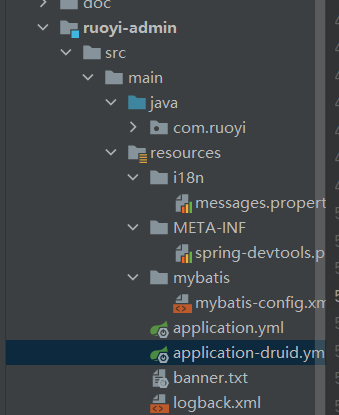 doc
ruoyi-admin
src
main
java
com.ruoyi
resources
i18n
messages.propert
META-INF
spring-devtools.p
mybatis
mybatis-config.xm
application.yml
application-druid.ym
banner.txt
logback.xml